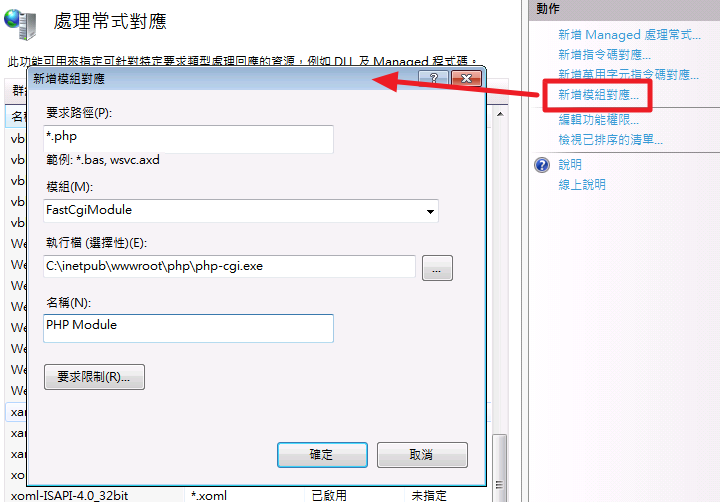 處理常式對應
此功能可用來指定可針對特定要求類型處理回應的資源，例如 DLL 及 Managed 程式碼。
新增模組對應
要求路徑(P):
*.php
範例: *.bas, wsvc.axd
模組(M):
FastCgiModule
執行檔 (選擇性)(E):
C:\inetpub\wwwroot\php\php-cgi.exe
...
名稱(N):
PHP Module
要求限制(R)...
確定
取消
群組
名稱
vb
vb
vb
vb
vb
We
We
We
We
We
We
We
We
xar
xar
xar
xo
xoml-ISAPI-4.0_32bit *.xoml 已啟用 未指定
動作
新增 Managed 處理常式...
新增指令碼對應...
新增萬用字元指令碼對應...
新增模組對應...
編輯功能權限...
檢視已排序的清單...
說明
線上說明